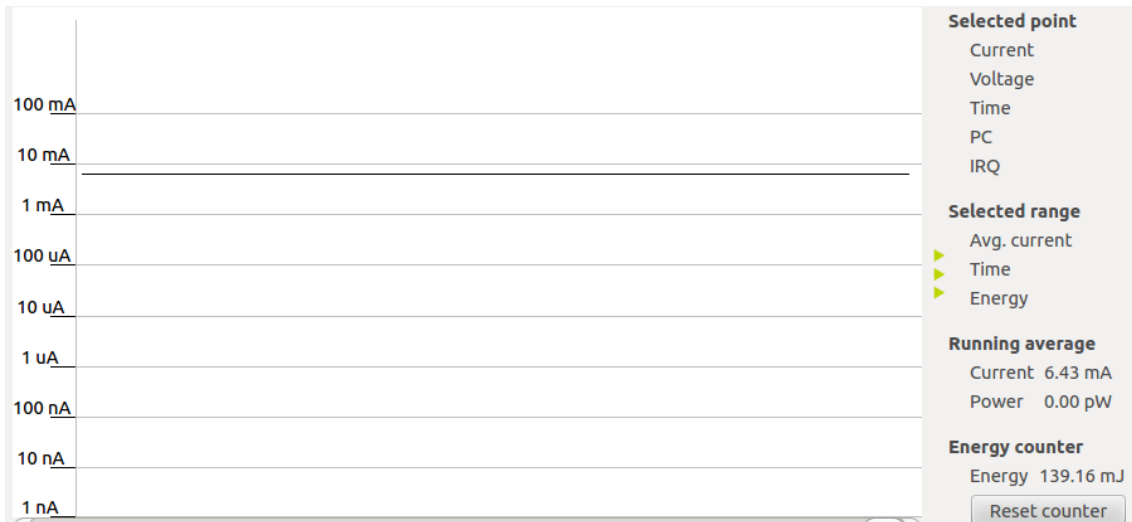 100 mA
10 mA
1 mA
100 uA
10 uA
1 uA
100 nA
10 nA
1 nA
Selected point
Current
Voltage
Time
PC
IRQ
Selected range
Avg. current
Time
Energy
Running average
Current 6.43 mA
Power 0.00 pW
Energy counter
Energy 139.16 mJ
Reset counter